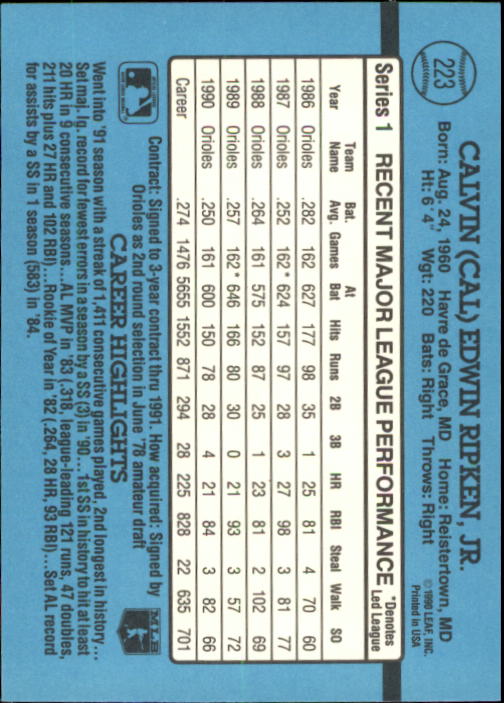 223
CALVIN (CAL) EDWIN RIPKEN, JR.
Born: Aug. 24, 1960 Havre de Grace, MD Home: Reistertown, MD
Ht: 6' 4" Wgt: 220 Bats: Right Throws: Right
© 1990 LEAF, INC.
Printed in USA
Series 1 RECENT MAJOR LEAGUE PERFORMANCE *Denotes Led League
Year Team Name Bat. Avg. Games At Bat Hits Runs 2B 3B HR RBI Steal Walk SO
1986 Orioles .282 162 627 177 98 35 1 25 81 4 70 60
1987 Orioles .252 162* 624 157 97 28 3 27 98 3 81 77
1988 Orioles .264 161 575 152 87 25 1 23 81 2 102 69
1989 Orioles .257 162* 646 166 80 30 0 21 93 3 57 72
1990 Orioles .250 161 600 150 78 28 4 21 84 3 82 66
Career .274 1476 5655 1552 871 294 28 225 828 22 635 701
Contract: Signed to 3-year contract thru 1991. How acquired: Signed by
Orioles as 2nd round selection in June '78 amateur draft
MLB
CAREER HIGHLIGHTS
Went into '91 season with a streak of 1,411 consecutive games played, 2nd longest in history...
Set maj. lg. record for fewest errors in a season by a SS (3) in '90... 1st SS in history to hit at least
20 HR in 9 consecutive seasons...AL MVP in '83 (.318, league-leading 121 runs, 47 doubles,
211 hits plus 27 HR and 102 RBI)...Rookie of Year in '82 (.264, 28 HR, 93 RBI)... Set AL record
for assists by a SS in 1 season (583) in '84.